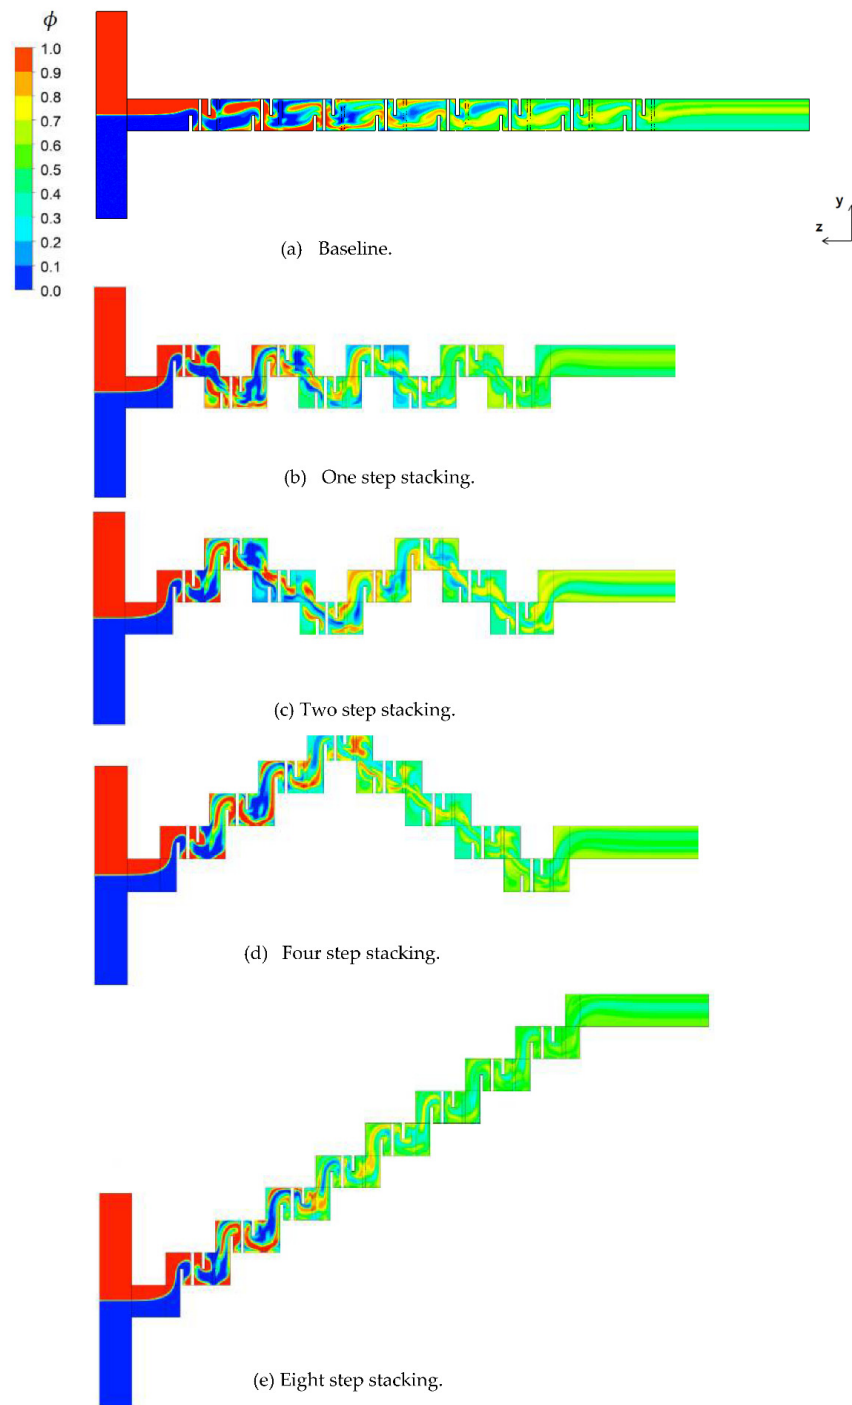 ϕ
1.0
0.9
0.8
0.7
0.6
0.5
0.4
0.3
0.2
0.1
0.0
y
z
(a) Baseline.
(b) One step stacking.
(c) Two step stacking.
(d) Four step stacking.
(e) Eight step stacking.